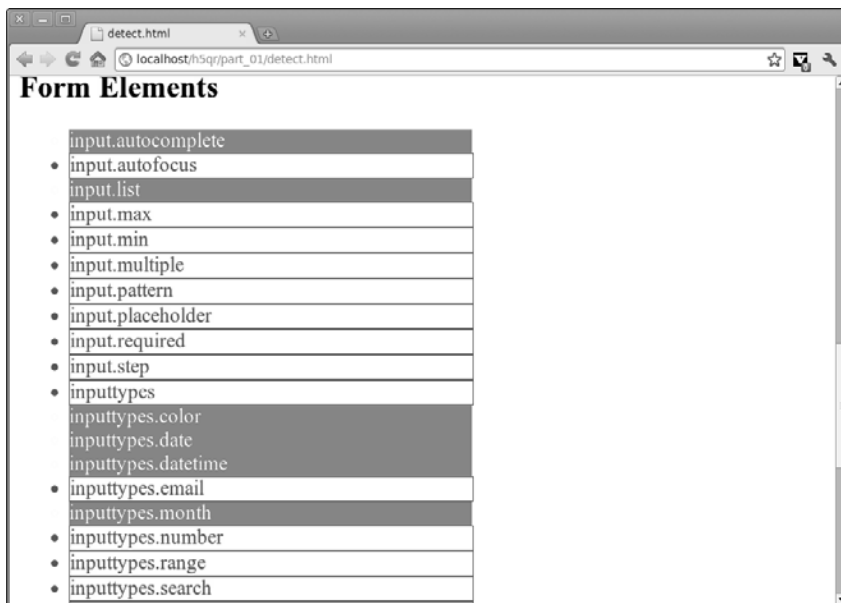 detect.html
localhost/h5qr/part_01/detect.html
Form Elements
input.autocomplete
input.autofocus
input.list
input.max
input.min
input.multiple
input.pattern
input.placeholder
input.required
input.step
inputtypes
inputtypes.color
inputtypes.date
inputtypes.datetime
inputtypes.email
inputtypes.month
inputtypes.number
inputtypes.range
inputtypes.search